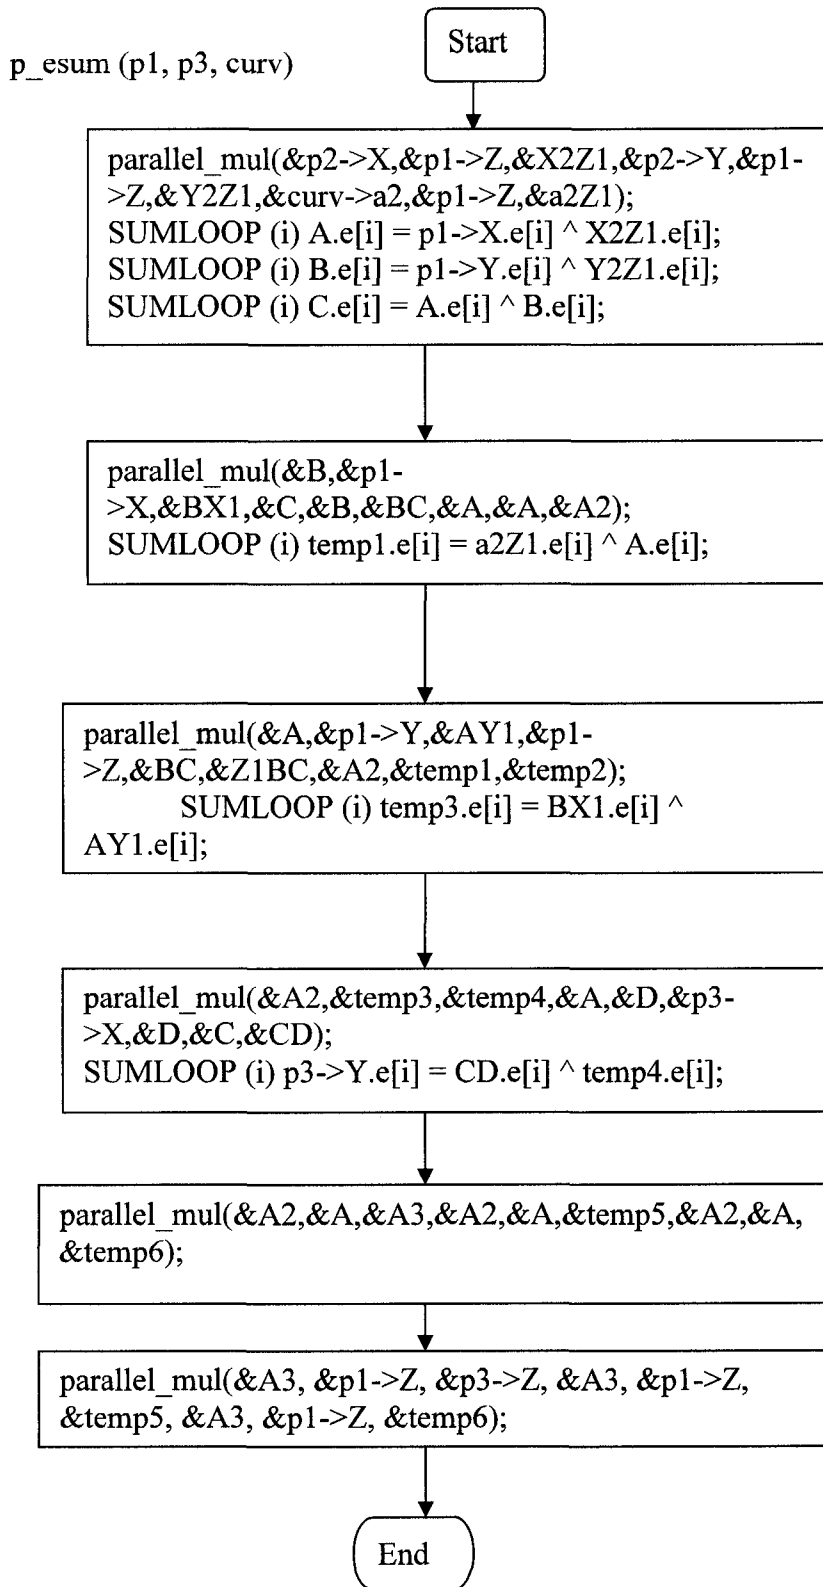 Start
p_esum (p1, p3, curv)
parallel_mul(&p2->X,&p1->Z,&X2Z1,&p2->Y,&p1-
>Z,&Y2Z1,&curv->a2,&p1->Z,&a2Z1);
SUMLOOP (i) A.e[i] = p1->X.e[i] ^ X2Z1.e[i];
SUMLOOP (i) B.e[i] = p1->Y.e[i] ^ Y2Z1.e[i];
SUMLOOP (i) C.e[i] = A.e[i] ^ B.e[i];
parallel_mul(&B,&p1-
>X,&BX1,&C,&B,&BC,&A,&A,&A2);
SUMLOOP (i) temp1.e[i] = a2Z1.e[i] ^ A.e[i];
parallel_mul(&A,&p1->Y,&AY1,&p1-
>Z,&BC,&Z1BC,&A2,&temp1,&temp2);
SUMLOOP (i) temp3.e[i] = BX1.e[i] ^
AY1.e[i];
parallel_mul(&A2,&temp3,&temp4,&A,&D,&p3-
>X,&D,&C,&CD);
SUMLOOP (i) p3->Y.e[i] = CD.e[i] ^ temp4.e[i];
parallel_mul(&A2,&A,&A3,&A2,&A,&temp5,&A2,&A,
&temp6);
parallel_mul(&A3, &p1->Z, &p3->Z, &A3, &p1->Z,
&temp5, &A3, &p1->Z, &temp6);
End